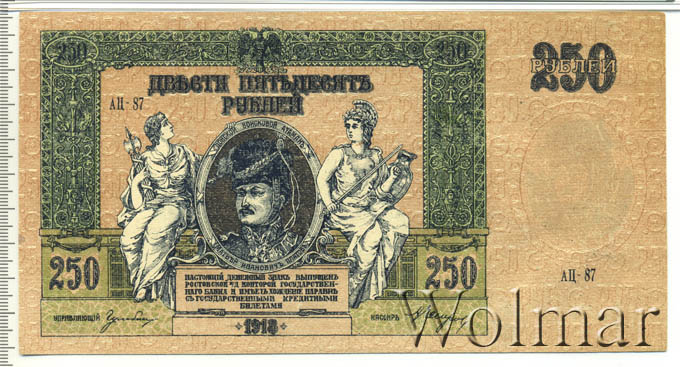 250
250
250
РУБЛЕЙ
ДВѢСТИ ПЯТЬДЕСЯТЪ
РУБЛЕЙ
АЦ - 87
250
250
АЦ - 87
НАСТОЯЩІЙ ДЕНЕЖНЫЙ ЗНАКЪ ВЫПУЩЕНЪ
РОСТОВСКОЙ н/Д КОНТОРОЙ ГОСУДАРСТВЕН-
НАГО БАНКА И ИМѢЕТЪ ХОЖДЕНІЕ НАРАВНѢ
СЪ ГОСУДАРСТВЕННЫМИ КРЕДИТНЫМИ
БИЛЕТАМИ
УПРАВЛЯЮЩІЙ
КАССИРЪ
1918
Wolmar